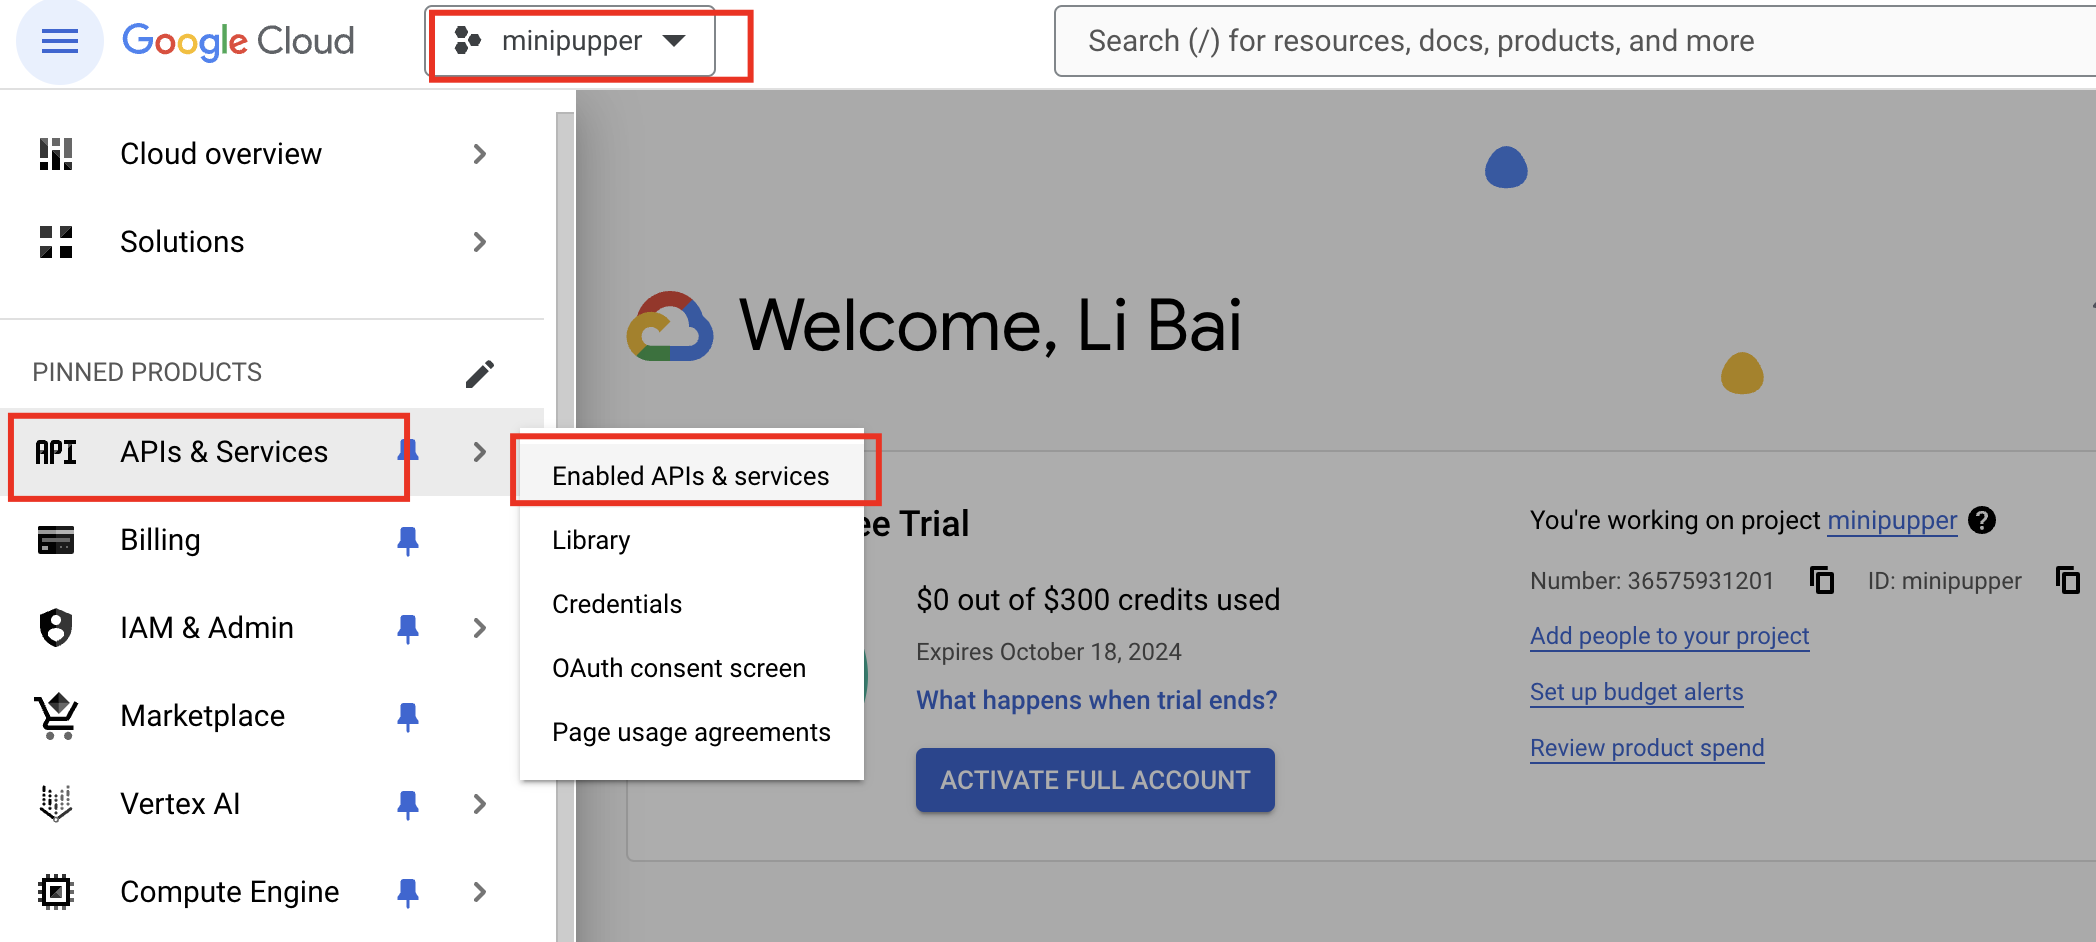 Google Cloud
minipupper
Search (/) for resources, docs, products, and more
Cloud overview
Solutions
PINNED PRODUCTS
API APIs & Services
Billing
IAM & Admin
Marketplace
Vertex AI
Compute Engine
Enabled APIs & services
Library
Credentials
OAuth consent screen
Page usage agreements
Welcome, Li Bai
ee Trial
$0 out of $300 credits used
Expires October 18, 2024
What happens when trial ends?
ACTIVATE FULL ACCOUNT
You're working on project minipupper ?
Number: 36575931201 ID: minipupper
Add people to your project
Set up budget alerts
Review product spend